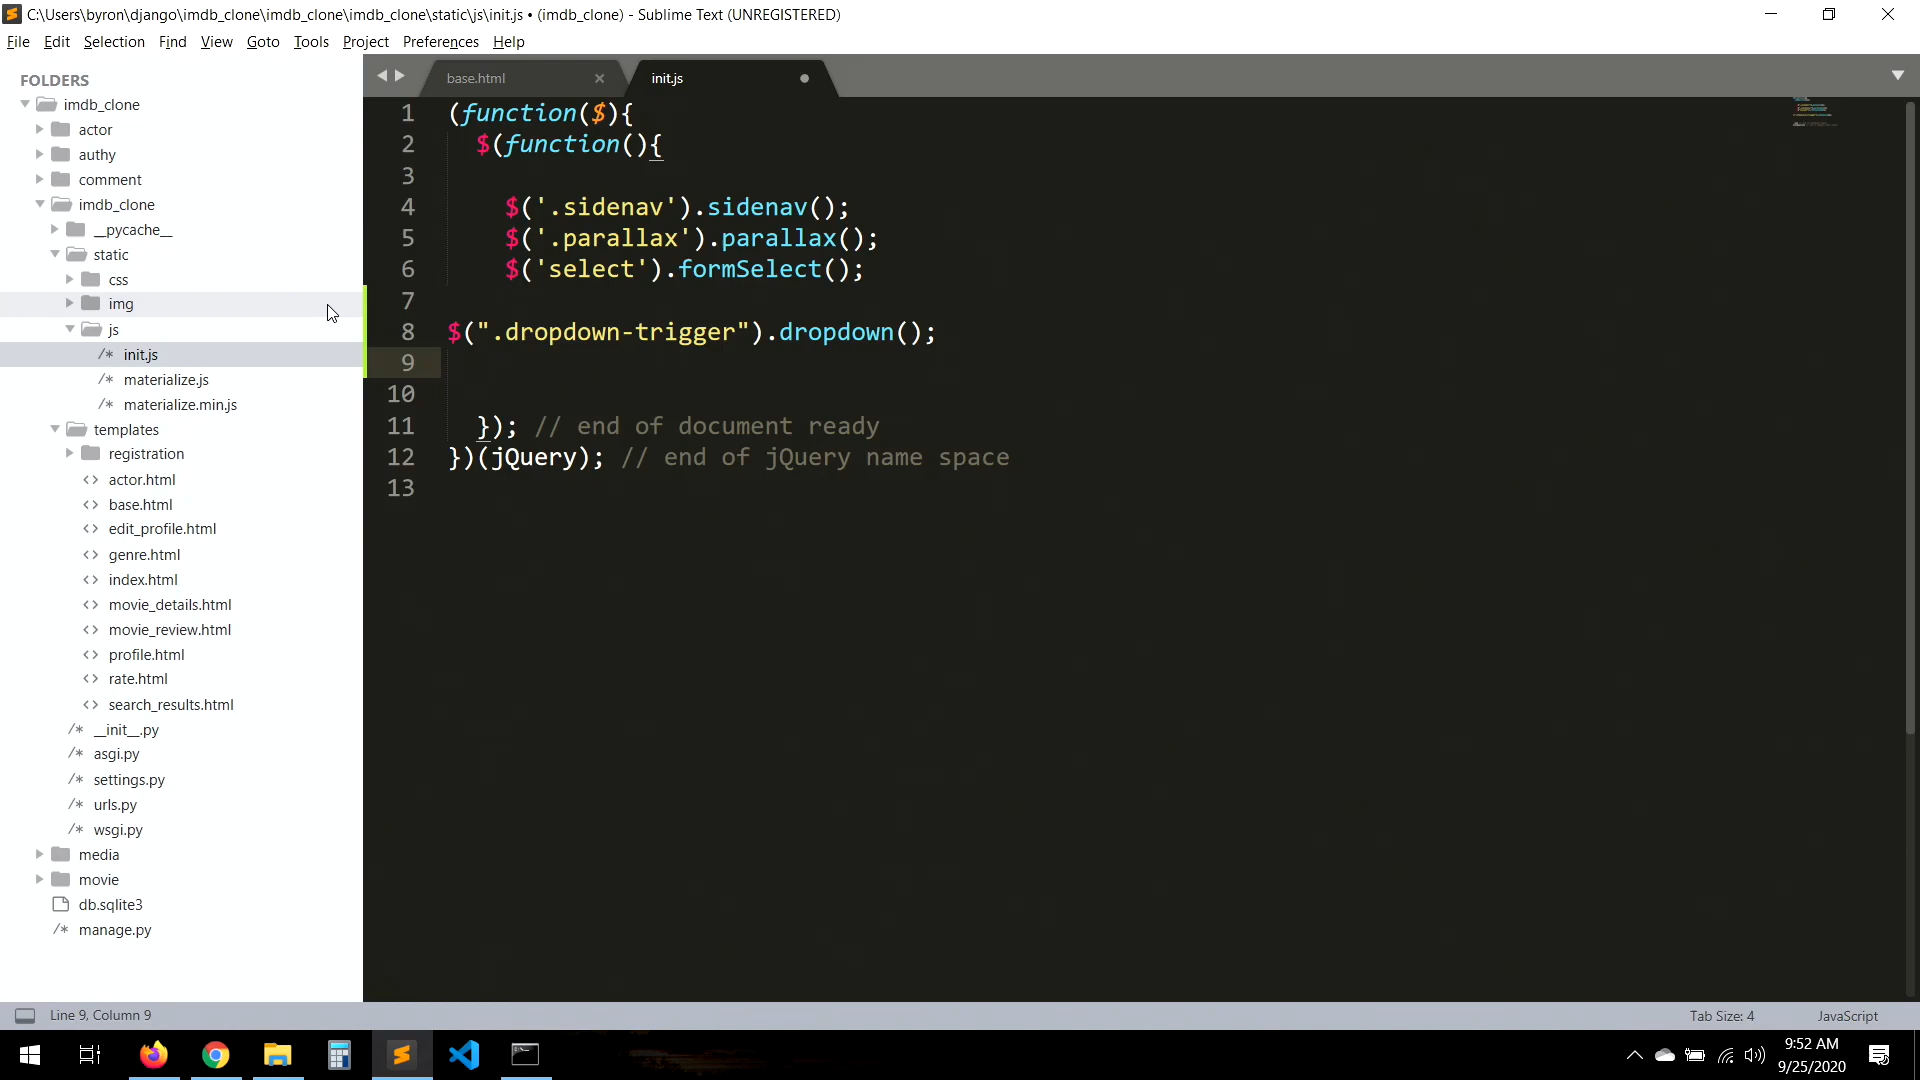 C:\Users\byron\django\imdb_clone\imdb_clone\imdb_clone\static\js\init.js • (imdb_clone) - Sublime Text (UNREGISTERED)
File Edit Selection Find View Goto Tools Project Preferences Help
FOLDERS
imdb_clone
actor
authy
comment
imdb_clone
__pycache__
static
css
img
js
/* init.js
/* materialize.js
/* materialize.min.js
templates
registration
<> actor.html
<> base.html
<> edit_profile.html
<> genre.html
<> index.html
<> movie_details.html
<> movie_review.html
<> profile.html
<> rate.html
<> search_results.html
/* __init__.py
/* asgi.py
/* settings.py
/* urls.py
/* wsgi.py
media
movie
db.sqlite3
/* manage.py
base.html init.js
1 (function($){
2   $(function(){
3
4     $('.sidenav').sidenav();
5     $('.parallax').parallax();
6     $('select').formSelect();
7
8 $(".dropdown-trigger").dropdown();
9
10
11   }); // end of document ready
12 })(jQuery); // end of jQuery name space
13
Line 9, Column 9 Tab Size: 4 JavaScript
9:52 AM
9/25/2020